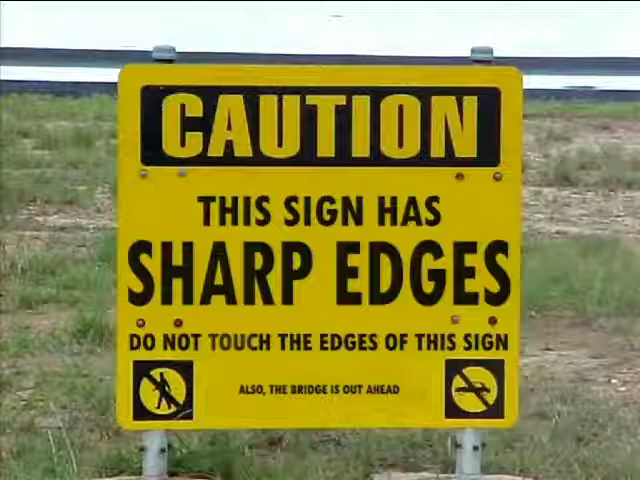 CAUTION
THIS SIGN HAS
SHARP EDGES
DO NOT TOUCH THE EDGES OF THIS SIGN
ALSO, THE BRIDGE IS OUT AHEAD